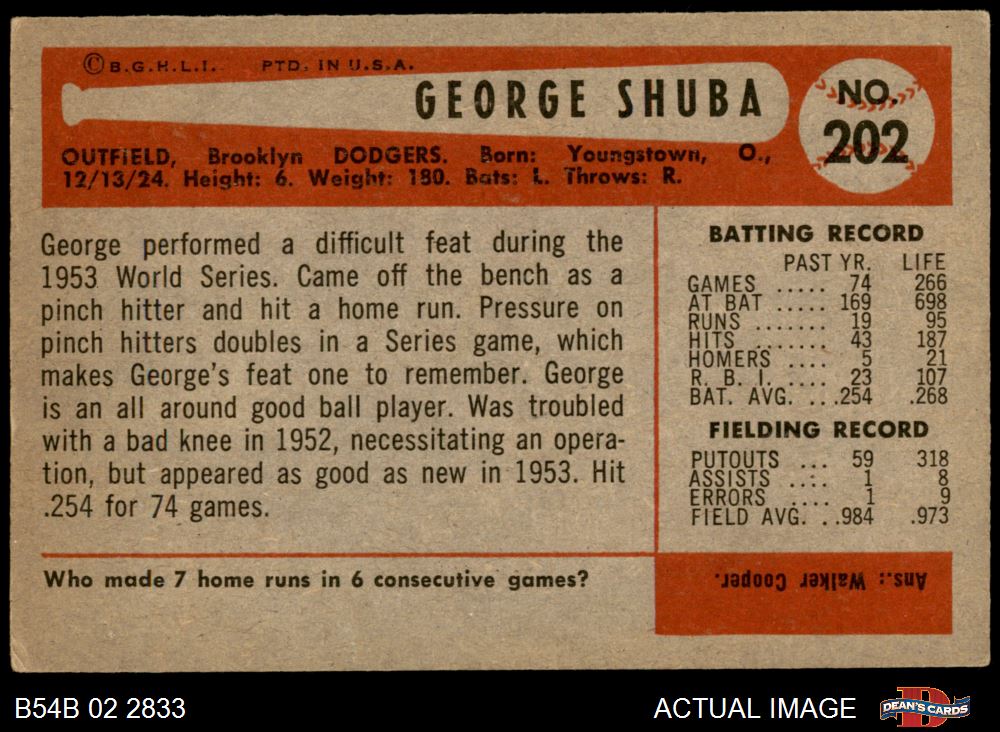 ©B.G.H.L.I. PTD. IN U.S.A.
GEORGE SHUBA
NO.
202
OUTFIELD, Brooklyn DODGERS. Born: Youngstown, O.,
12/13/24. Height: 6. Weight: 180. Bats: L. Throws: R.
George performed a difficult feat during the
1953 World Series. Came off the bench as a
pinch hitter and hit a home run. Pressure on
pinch hitters doubles in a Series game, which
makes George's feat one to remember. George
is an all around good ball player. Was troubled
with a bad knee in 1952, necessitating an opera-
tion, but appeared as good as new in 1953. Hit
.254 for 74 games.
BATTING RECORD
PAST YR. LIFE
GAMES ..... 74 266
AT BAT ..... 169 698
RUNS ....... 19 95
HITS ....... 43 187
HOMERS ... 5 21
R. B. I. .... 23 107
BAT. AVG. ...254 .268
FIELDING RECORD
PUTOUTS ... 59 318
ASSISTS .... 1 8
ERRORS .... 1 9
FIELD AVG. ..984 .973
Who made 7 home runs in 6 consecutive games?
Ans.: Walker Cooper.
B54B 02 2833
ACTUAL IMAGE
D
DEAN'S CARDS